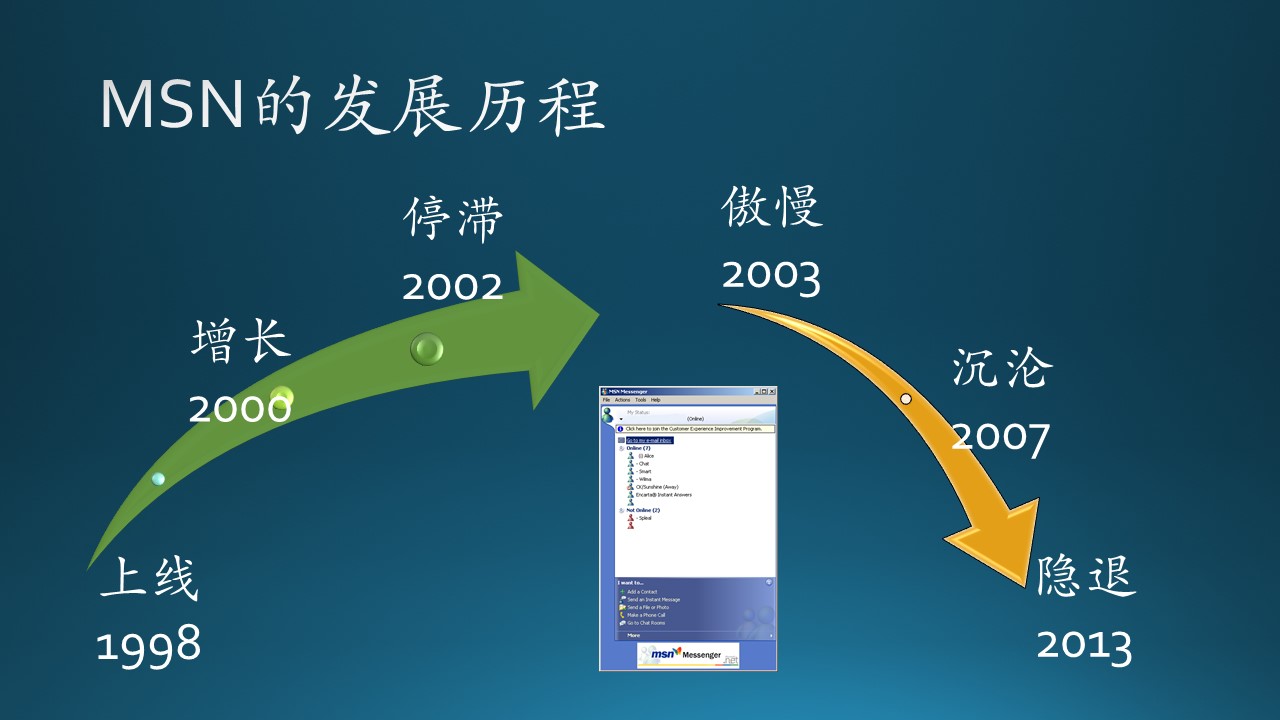 MSN的发展历程
停滞
2002
傲慢
2003
增长
2000
沉沦
2007
上线
1998
隐退
2013
MSN Messenger
File Actions Tools Help
My Status:
(Online)
Click here to join the Customer Experience Improvement Program.
Go to my e-mail inbox
Online (7)
Alice
- Chat
- Smart
- Wilma
CK/Sunshine (Away)
Encarta® Instant Answers
Not Online (2)
- Spleal
I want to...
Add a Contact
Send an Instant Message
Send a File or Photo
Make a Phone Call
Go to Chat Rooms
More
msn Messenger
.net